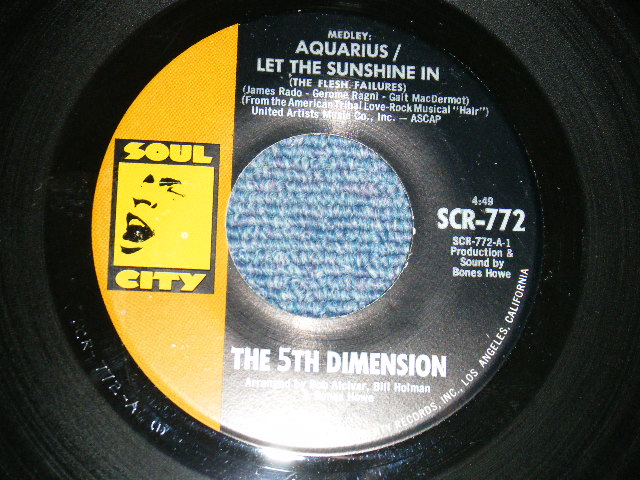 MEDLEY:
AQUARIUS /
LET THE SUNSHINE IN
(THE FLESH FAILURES)
(James Rado - Gerome Ragni - Galt MacDermot)
(From the American Tribal Love-Rock Musical "Hair")
United Artists Music Co., Inc. — ASCAP
SOUL
CITY
4:49
SCR-772
SCR-772-A-1
Production &
Sound by
Bones Howe
THE 5TH DIMENSION
Arranged by Bob Alcivar, Bill Holman
& Bones Howe
RECORDS, INC., LOS ANGELES, CALIFORNIA
SCR-772-A